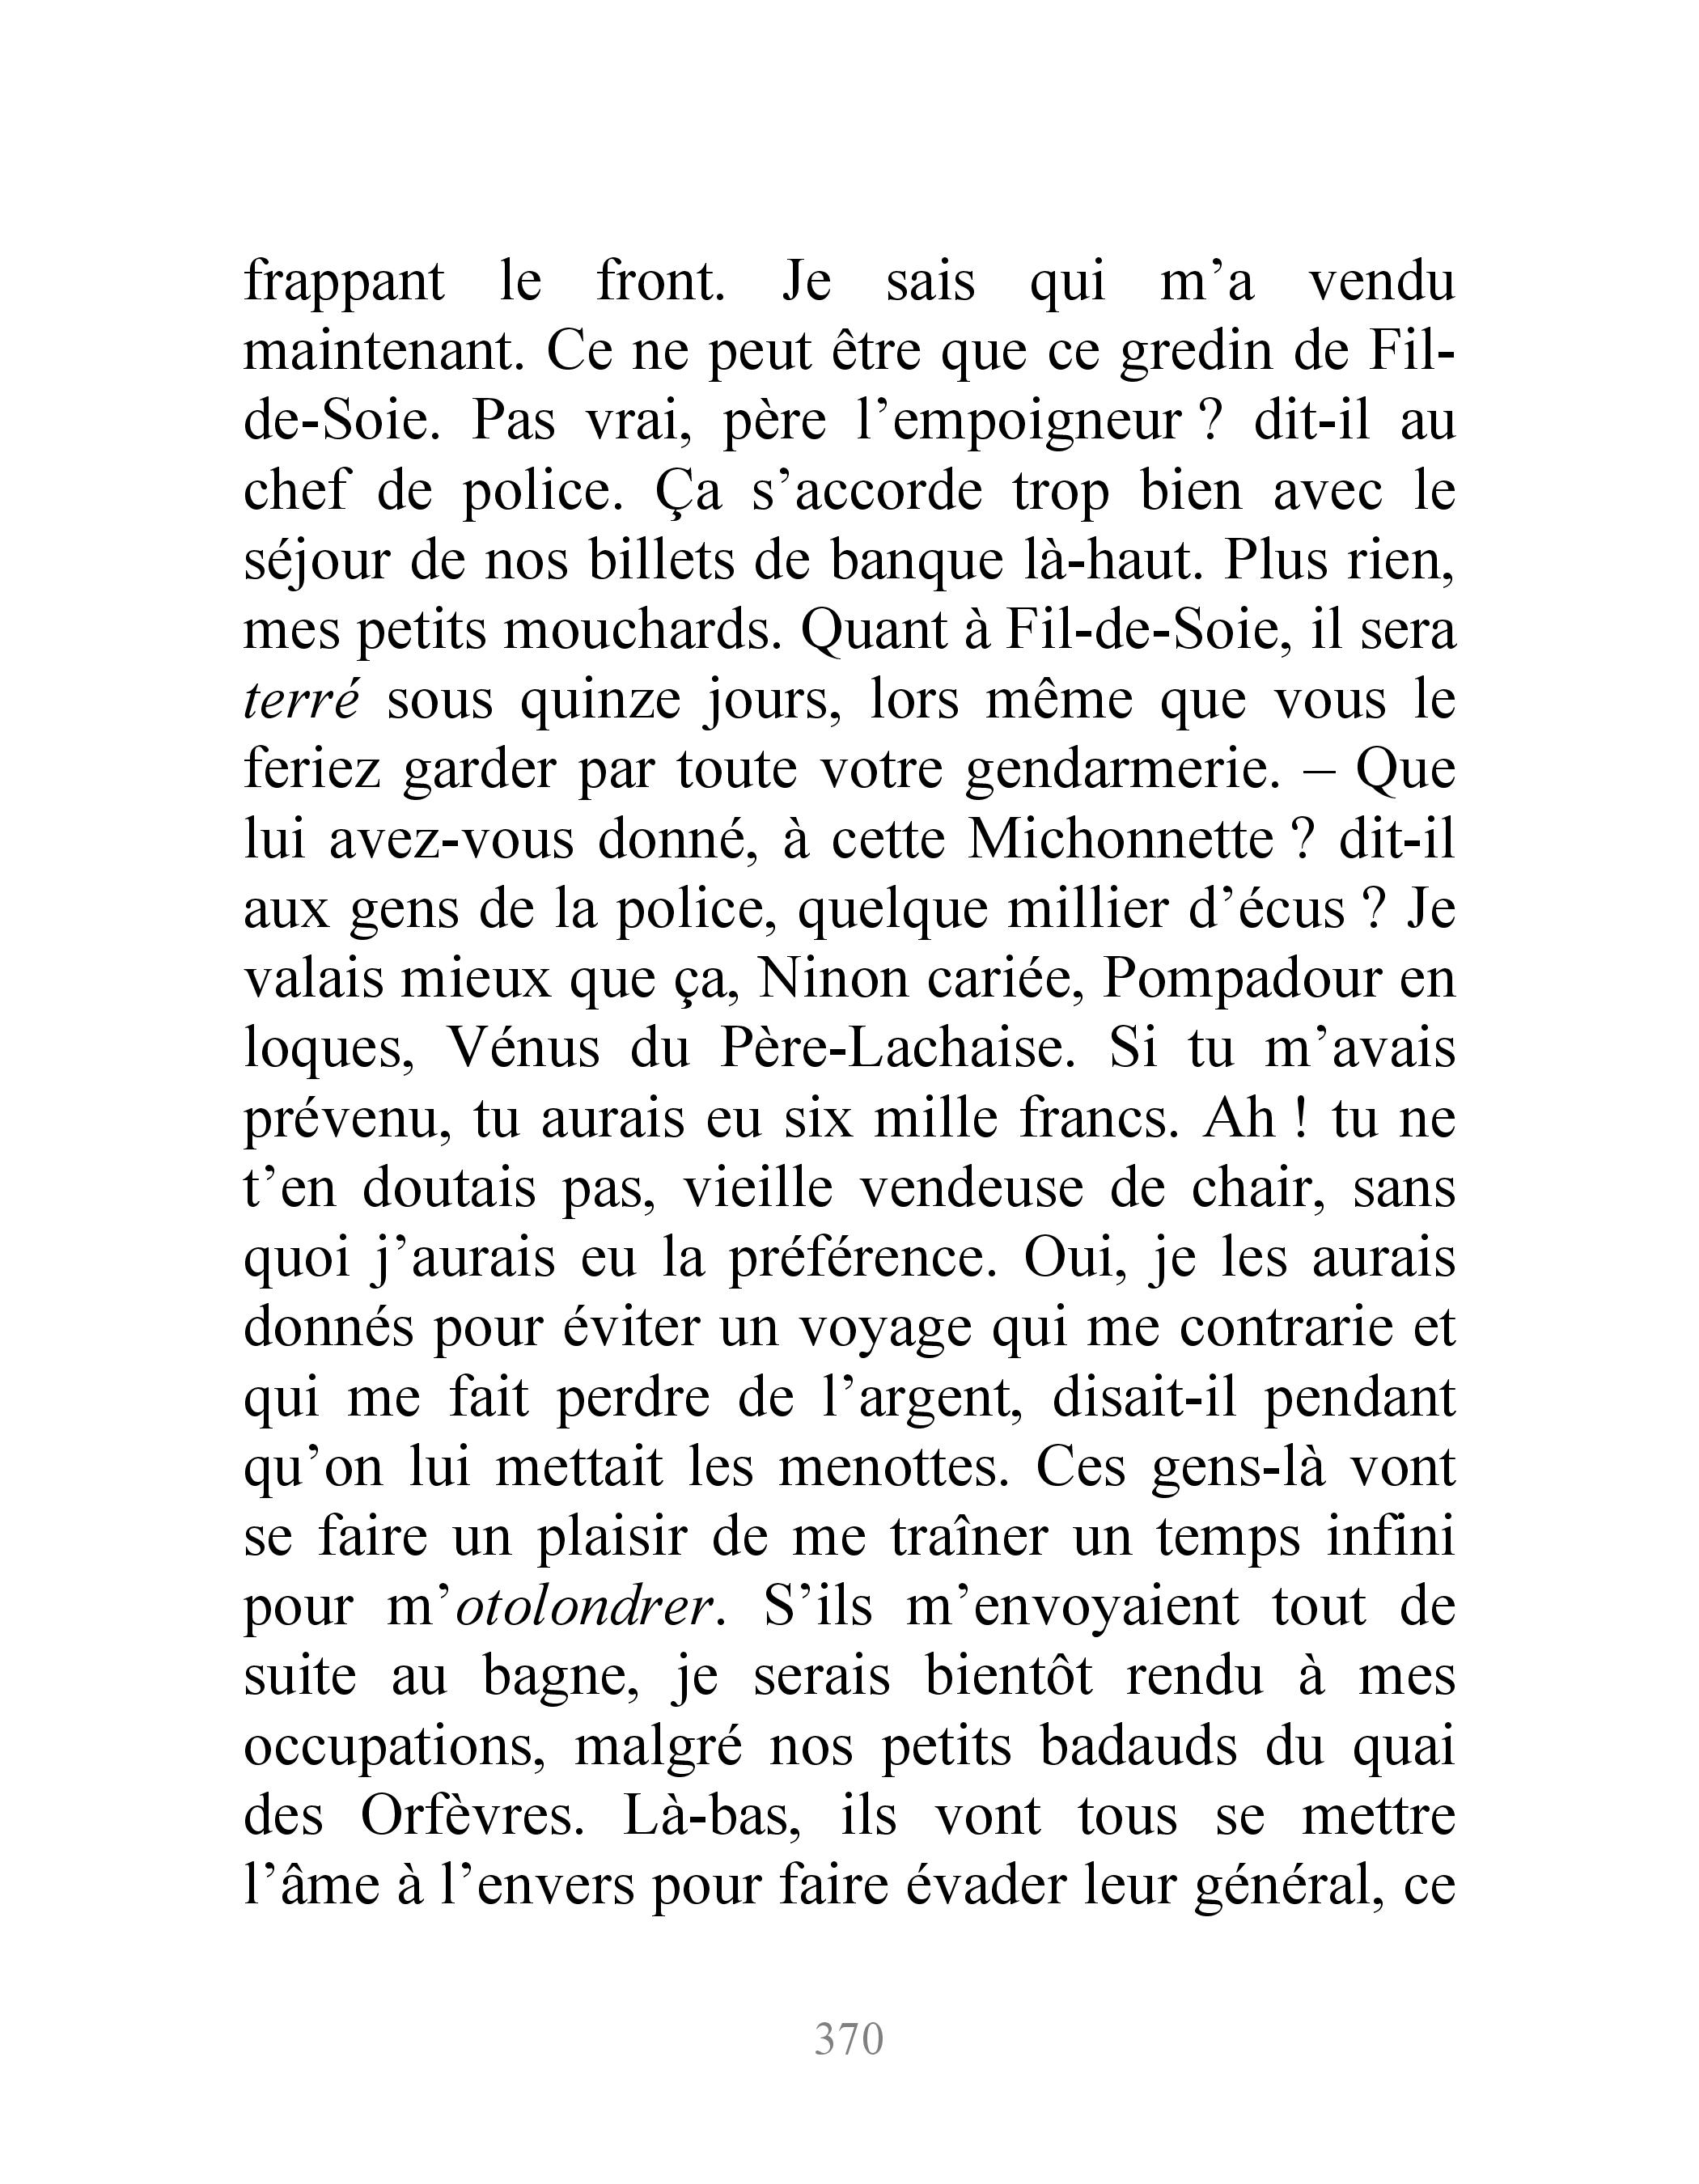 frappant le front. Je sais qui m’a vendu
maintenant. Ce ne peut être que ce gredin de Fil-
de-Soie. Pas vrai, père l’empoigneur ? dit-il au
chef de police. Ça s’accorde trop bien avec le
séjour de nos billets de banque là-haut. Plus rien,
mes petits mouchards. Quant à Fil-de-Soie, il sera
terré sous quinze jours, lors même que vous le
feriez garder par toute votre gendarmerie. – Que
lui avez-vous donné, à cette Michonnette ? dit-il
aux gens de la police, quelque millier d’écus ? Je
valais mieux que ça, Ninon cariée, Pompadour en
loques, Vénus du Père-Lachaise. Si tu m’avais
prévenu, tu aurais eu six mille francs. Ah ! tu ne
t’en doutais pas, vieille vendeuse de chair, sans
quoi j’aurais eu la préférence. Oui, je les aurais
donnés pour éviter un voyage qui me contrarie et
qui me fait perdre de l’argent, disait-il pendant
qu’on lui mettait les menottes. Ces gens-là vont
se faire un plaisir de me traîner un temps infini
pour m’otolondrer. S’ils m’envoyaient tout de
suite au bagne, je serais bientôt rendu à mes
occupations, malgré nos petits badauds du quai
des Orfèvres. Là-bas, ils vont tous se mettre
l’âme à l’envers pour faire évader leur général, ce
370